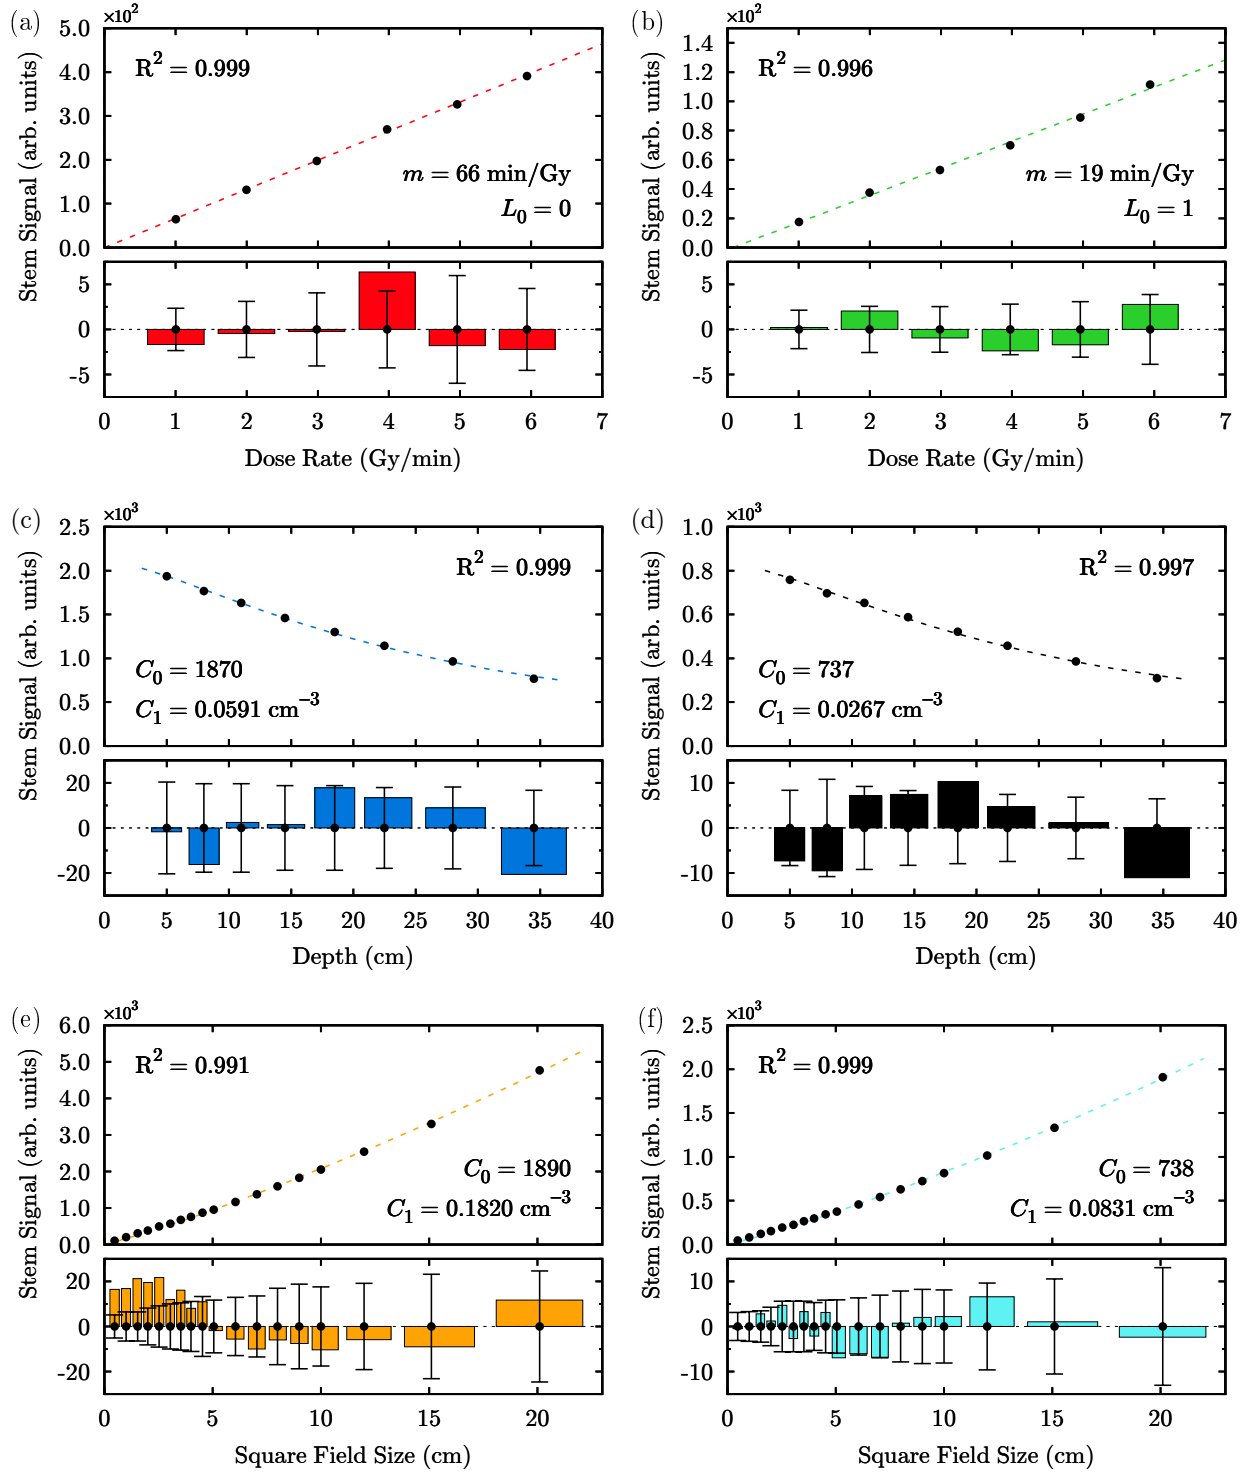 (a)
×10²
5.0
4.0
3.0
2.0
1.0
0.0
Stem Signal (arb. units)
R² = 0.999
m = 66 min/Gy
L₀ = 0
5
0
-5
0 1 2 3 4 5 6 7
Dose Rate (Gy/min)
(b)
×10²
1.4
1.2
1.0
0.8
0.6
0.4
0.2
0.0
Stem Signal (arb. units)
R² = 0.996
m = 19 min/Gy
L₀ = 1
5
0
-5
0 1 2 3 4 5 6 7
Dose Rate (Gy/min)
(c)
×10³
2.5
2.0
1.5
1.0
0.5
0.0
Stem Signal (arb. units)
R² = 0.999
C₀ = 1870
C₁ = 0.0591 cm⁻³
20
0
-20
0 5 10 15 20 25 30 35 40
Depth (cm)
(d)
×10³
1.0
0.8
0.6
0.4
0.2
0.0
Stem Signal (arb. units)
R² = 0.997
C₀ = 737
C₁ = 0.0267 cm⁻³
10
0
-10
0 5 10 15 20 25 30 35 40
Depth (cm)
(e)
×10³
6.0
5.0
4.0
3.0
2.0
1.0
0.0
Stem Signal (arb. units)
R² = 0.991
C₀ = 1890
C₁ = 0.1820 cm⁻³
20
0
-20
0 5 10 15 20
Square Field Size (cm)
(f)
×10³
2.5
2.0
1.5
1.0
0.5
0.0
Stem Signal (arb. units)
R² = 0.999
C₀ = 738
C₁ = 0.0831 cm⁻³
10
0
-10
0 5 10 15 20
Square Field Size (cm)